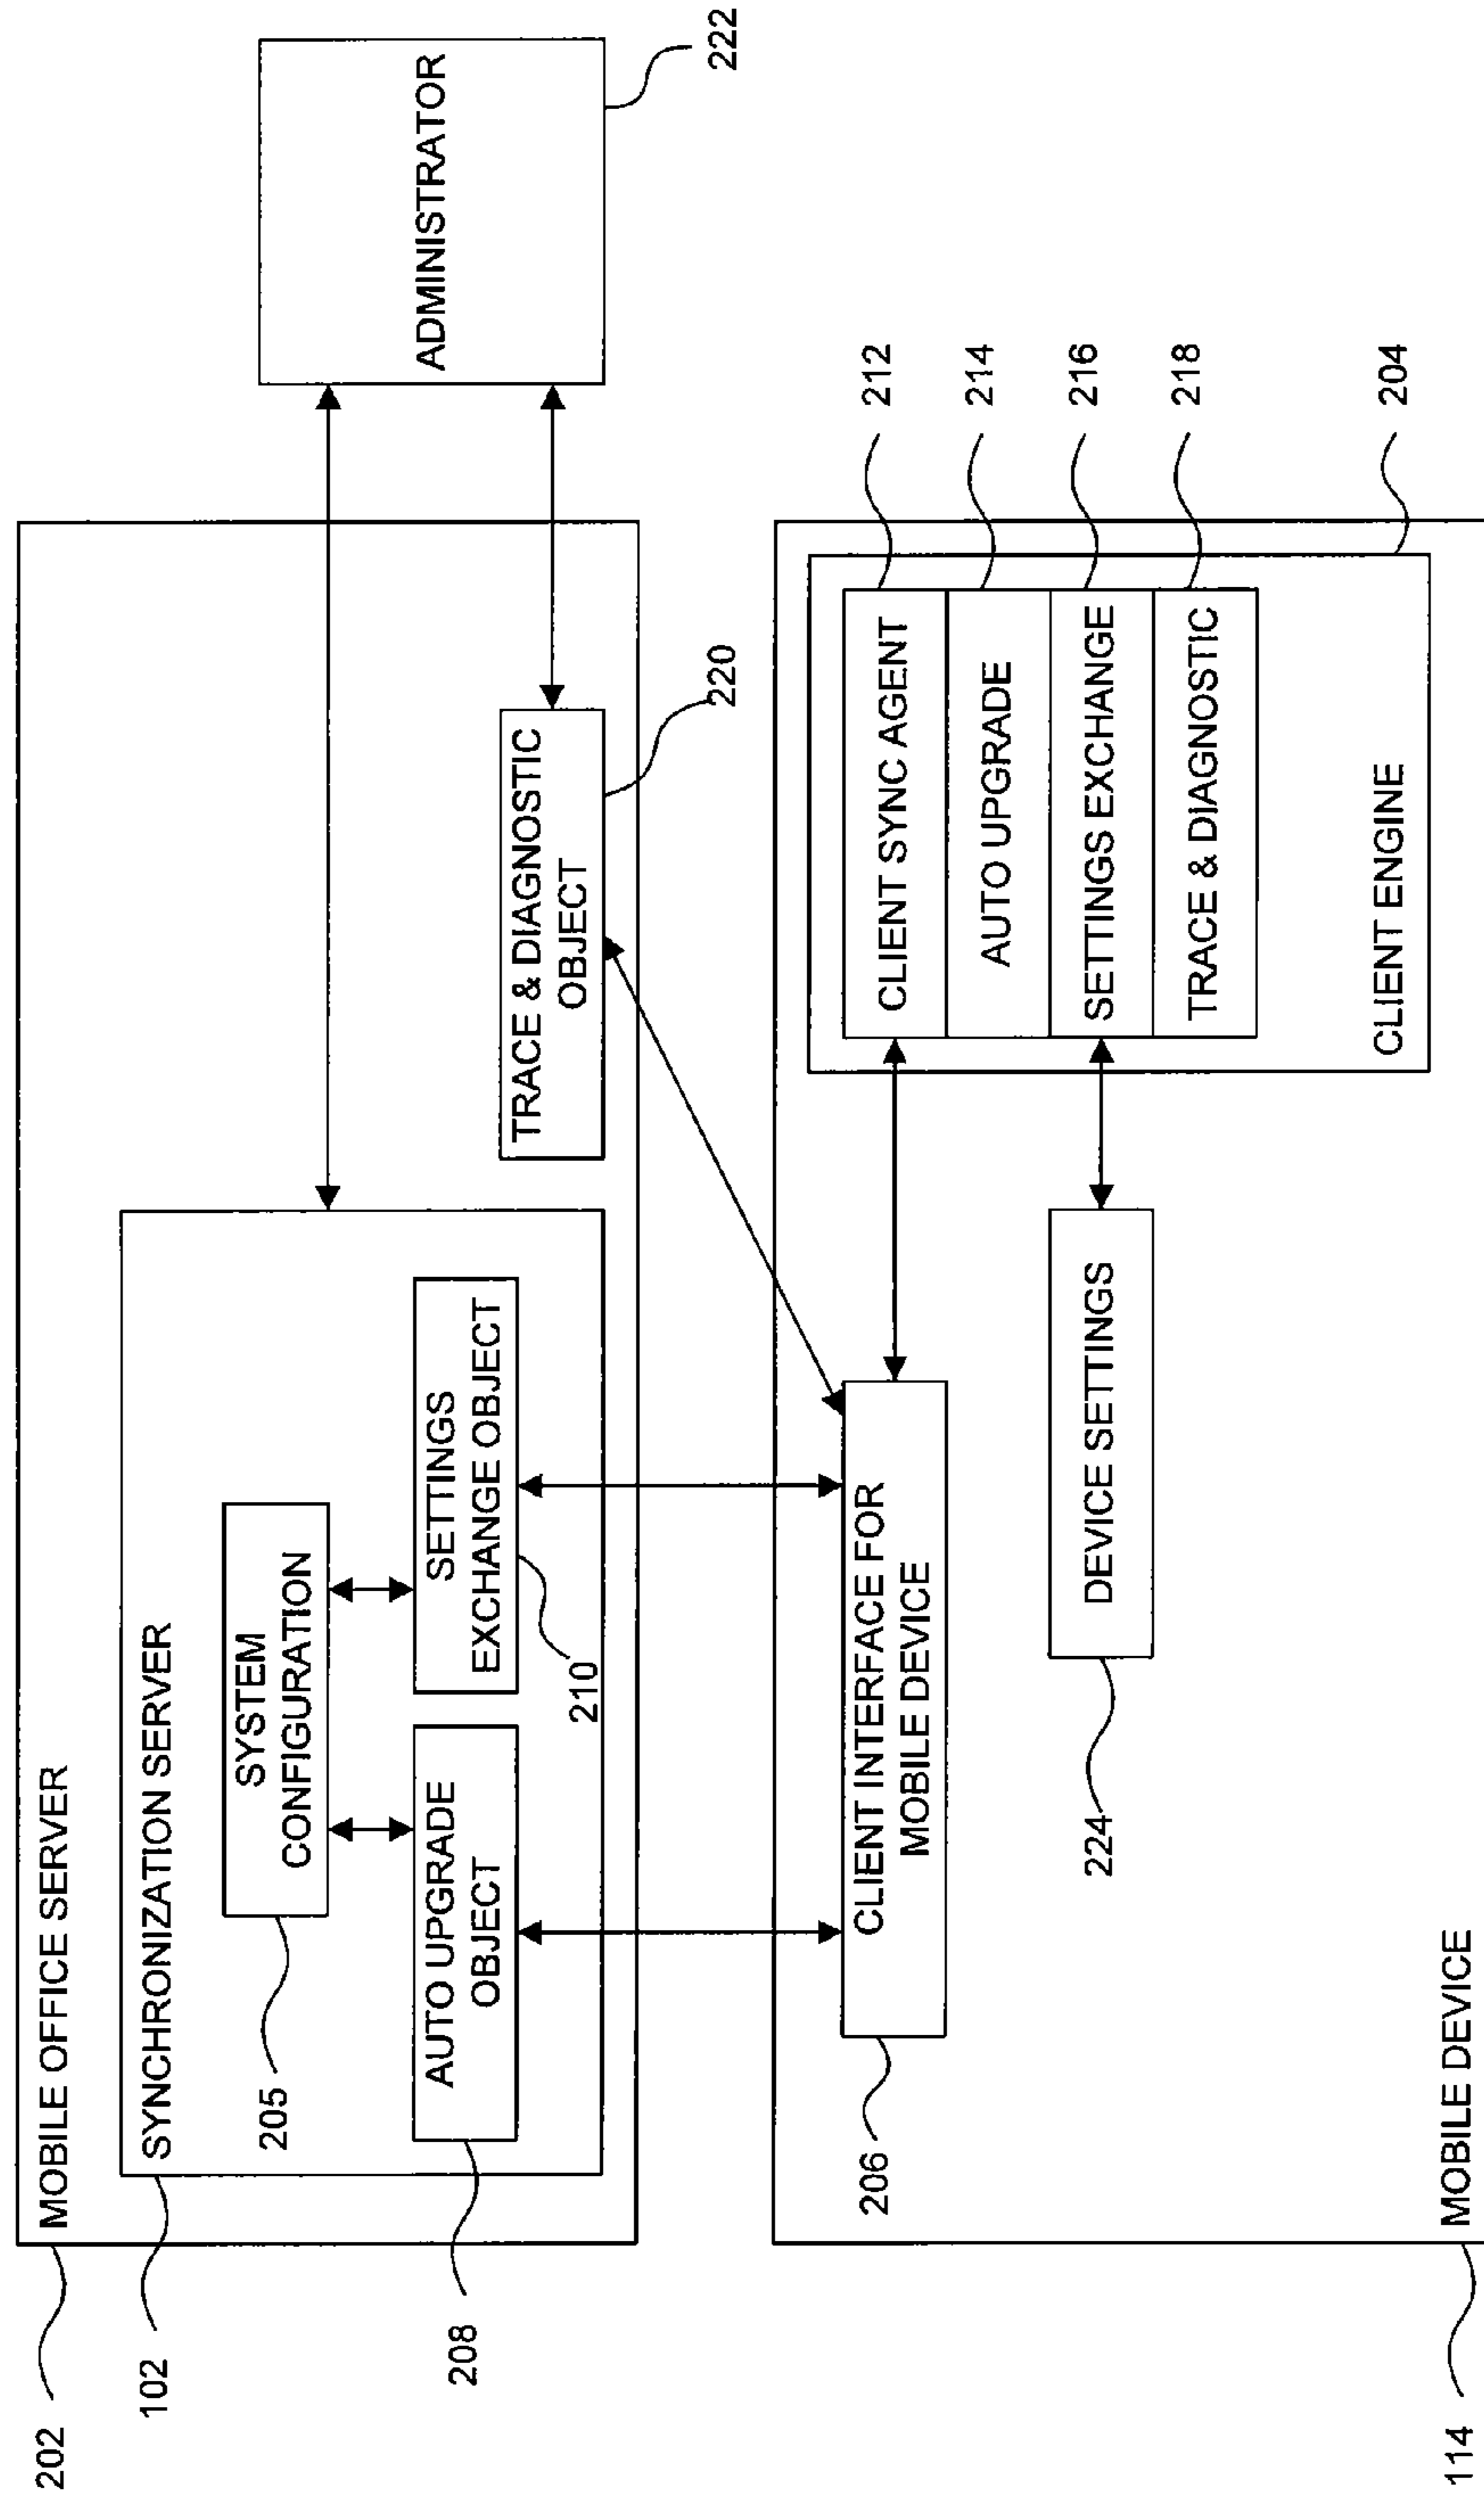 202
MOBILE OFFICE SERVER
102
SYNCHRONIZATION SERVER
205
SYSTEM
CONFIGURATION
208
AUTO UPGRADE
OBJECT
SETTINGS
EXCHANGE OBJECT
210
TRACE & DIAGNOSTIC
OBJECT
220
ADMINISTRATOR
222
206
CLIENT INTERFACE FOR
MOBILE DEVICE
224
DEVICE SETTINGS
CLIENT SYNC AGENT
212
AUTO UPGRADE
214
SETTINGS EXCHANGE
216
TRACE & DIAGNOSTIC
218
CLIENT ENGINE
204
114
MOBILE DEVICE